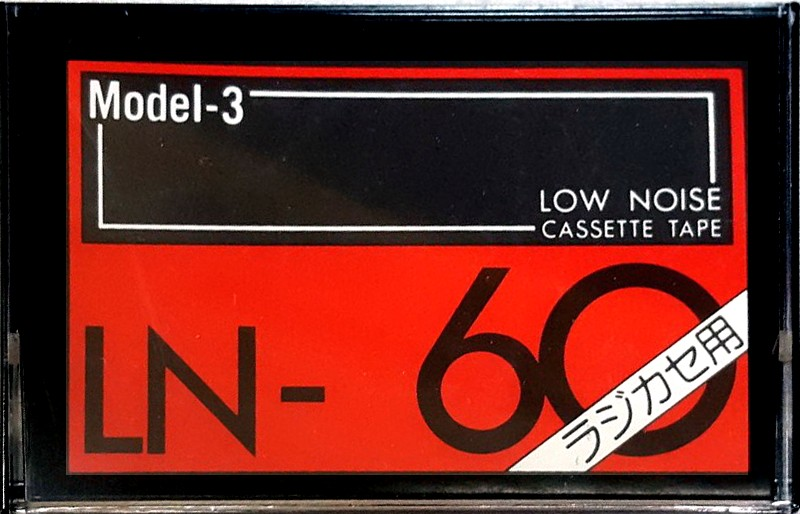 Model-3
LOW NOISE
CASSETTE TAPE
LN-60
ラジカセ用